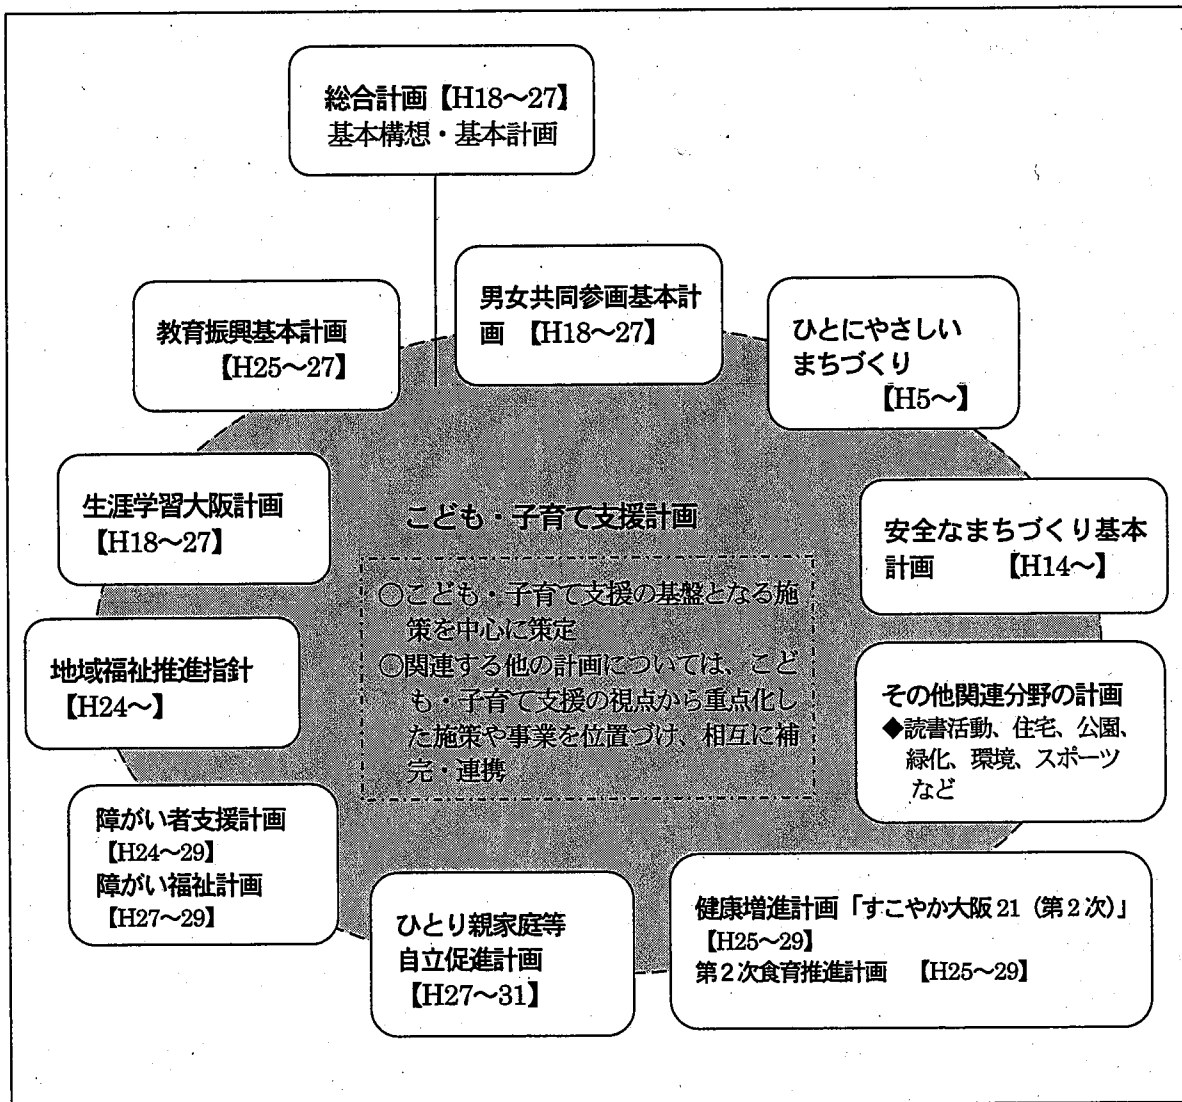 総合計画【H18～27】
基本構想・基本計画
男女共同参画基本計
画 【H18～27】
教育振興基本計画
【H25～27】
ひとにやさしい
まちづくり
【H5～】
生涯学習大阪計画
【H18～27】
こども・子育て支援計画
安全なまちづくり基本
計画 【H14～】
○こども・子育て支援の基盤となる施
策を中心に策定
○関連する他の計画については、こど
も・子育て支援の視点から重点化し
た施策や事業を位置づけ、相互に補
完・連携
地域福祉推進指針
【H24～】
その他関連分野の計画
◆読書活動、住宅、公園、
緑化、環境、スポーツ
など
障がい者支援計画
【H24～29】
障がい福祉計画
【H27～29】
ひとり親家庭等
自立促進計画
【H27～31】
健康増進計画「すこやか大阪 21（第２次）」
【H25～29】
第２次食育推進計画 【H25～29】